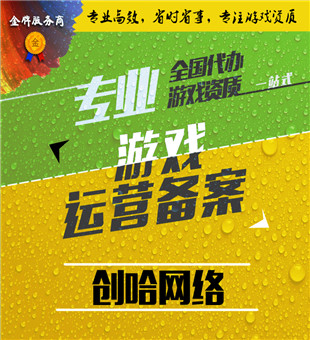 金牌服务商
金
专业高效，省时省事，专注游戏资质
专业
全国代办
游戏资质
一站式
游戏
运营备案
创哈网络